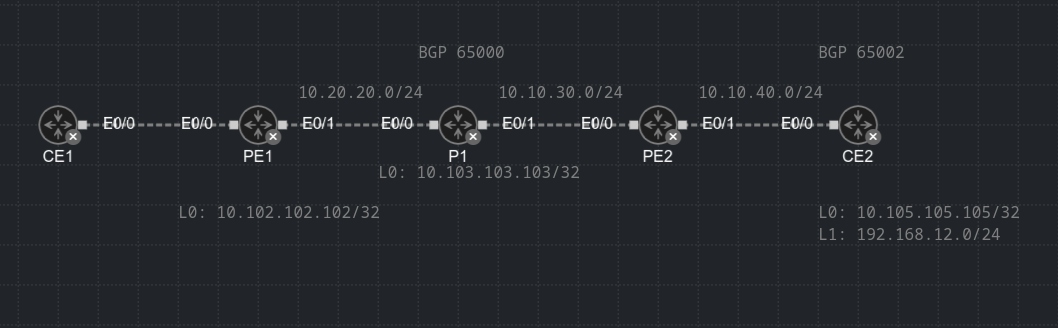 BGP 65000
BGP 65002
10.20.20.0/24
10.10.30.0/24
10.10.40.0/24
E0/0
E0/0
E0/1
E0/0
E0/1
E0/0
E0/1
E0/0
CE1
PE1
P1
PE2
CE2
L0: 10.103.103.103/32
L0: 10.102.102.102/32
L0: 10.105.105.105/32
L1: 192.168.12.0/24